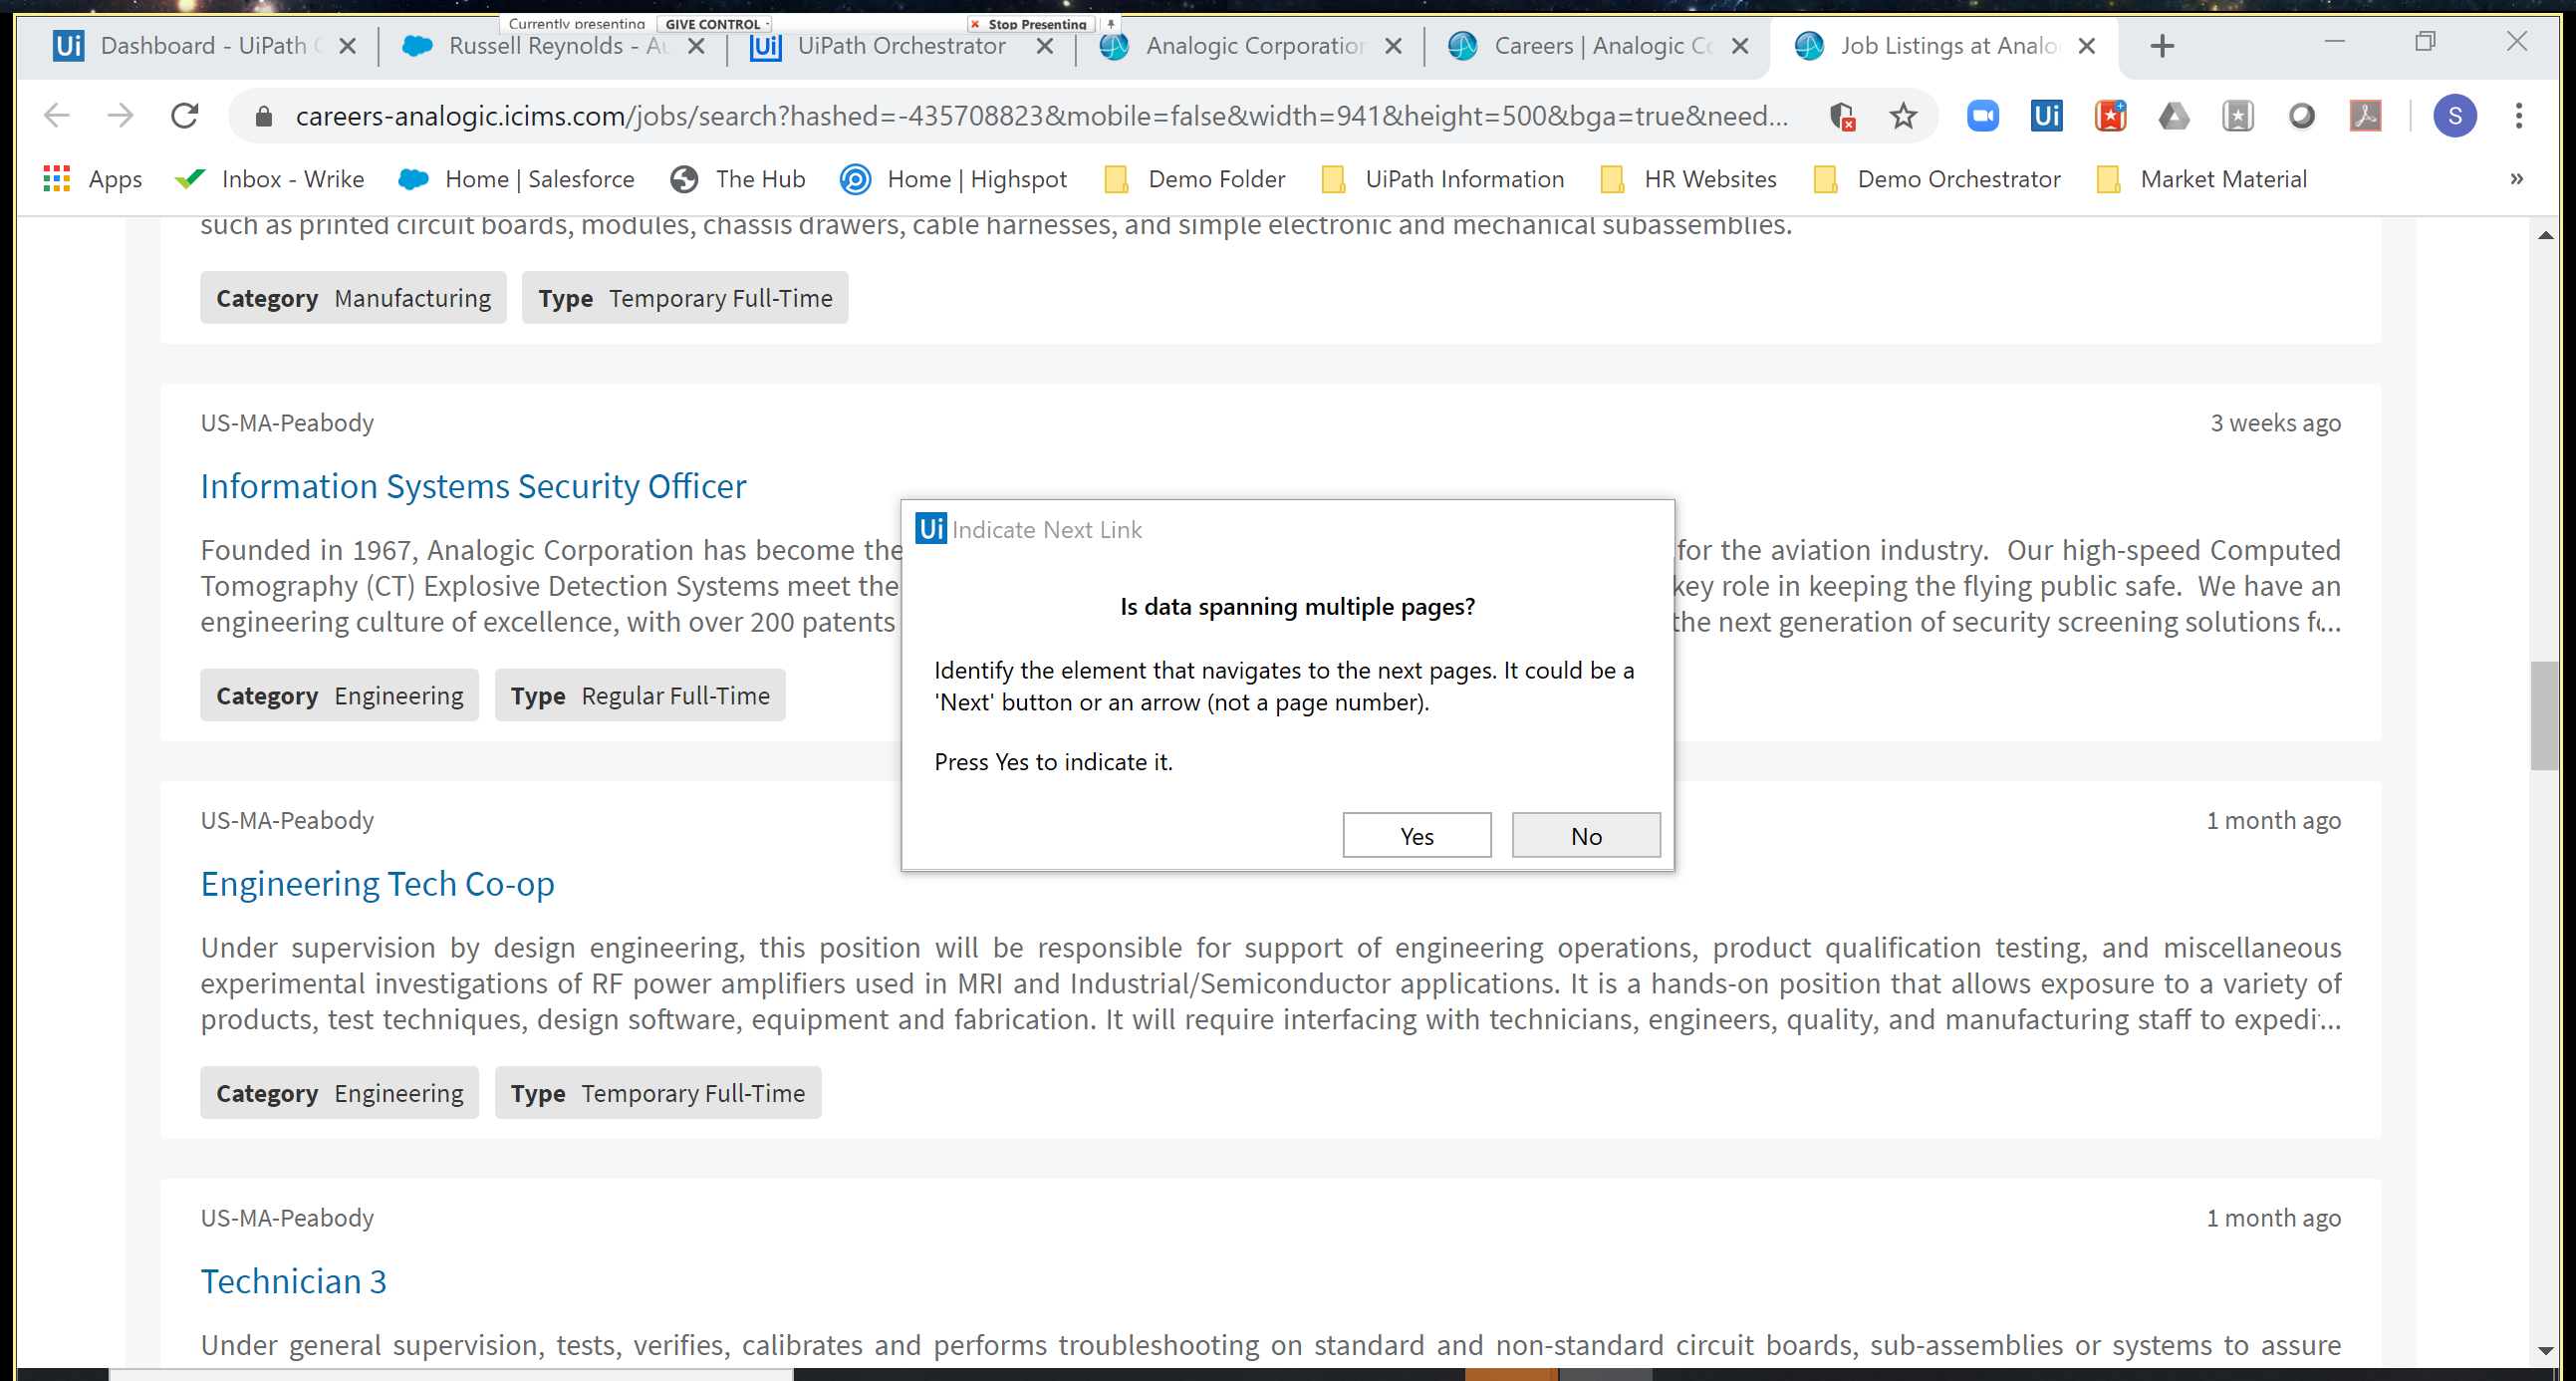 Currently presenting GIVE CONTROL Stop Presenting
Ui Dashboard - UiPath Russell Reynolds - Ui UiPath Orchestrator Analogic Corporation Careers | Analogic Job Listings at
careers-analogic.icims.com/jobs/search?hashed=-435708823&mobile=false&width=941&height=500&bga=true&need... Ui S
Apps Inbox - Wrike Home | Salesforce The Hub Home | Highspot Demo Folder UiPath Information HR Websites Demo Orchestrator Market Material »
such as printed circuit boards, modules, chassis drawers, cable harnesses, and simple electronic and mechanical subassemblies.
Category Manufacturing Type Temporary Full-Time
US-MA-Peabody 3 weeks ago
Information Systems Security Officer
Founded in 1967, Analogic Corporation has become the for the aviation industry. Our high-speed Computed
Tomography (CT) Explosive Detection Systems meet the key role in keeping the flying public safe. We have an
engineering culture of excellence, with over 200 patents the next generation of security screening solutions f...
Category Engineering Type Regular Full-Time
Ui Indicate Next Link
Is data spanning multiple pages?
Identify the element that navigates to the next pages. It could be a
'Next' button or an arrow (not a page number).
Press Yes to indicate it.
Yes No
US-MA-Peabody 1 month ago
Engineering Tech Co-op
Under supervision by design engineering, this position will be responsible for support of engineering operations, product qualification testing, and miscellaneous
experimental investigations of RF power amplifiers used in MRI and Industrial/Semiconductor applications. It is a hands-on position that allows exposure to a variety of
products, test techniques, design software, equipment and fabrication. It will require interfacing with technicians, engineers, quality, and manufacturing staff to expedi...
Category Engineering Type Temporary Full-Time
US-MA-Peabody 1 month ago
Technician 3
Under general supervision, tests, verifies, calibrates and performs troubleshooting on standard and non-standard circuit boards, sub-assemblies or systems to assure